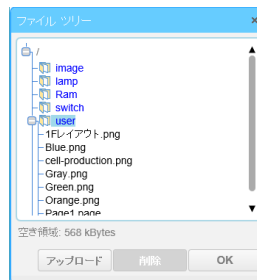 ファイル ツリー
×
/
image
lamp
Ram
switch
user
1Fレイアウト.png
Blue.png
cell-production.png
Gray.png
Green.png
Orange.png
Page1.page
空き領域: 568 kBytes
アップロード 削除 OK